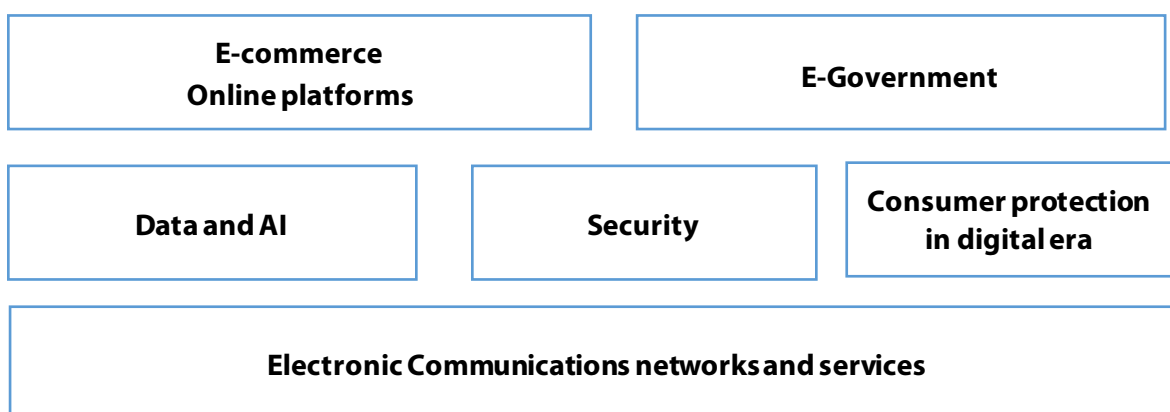 E-commerce
Online platforms
E-Government
Data and AI
Security
Consumer protection
in digital era
Electronic Communications networks and services